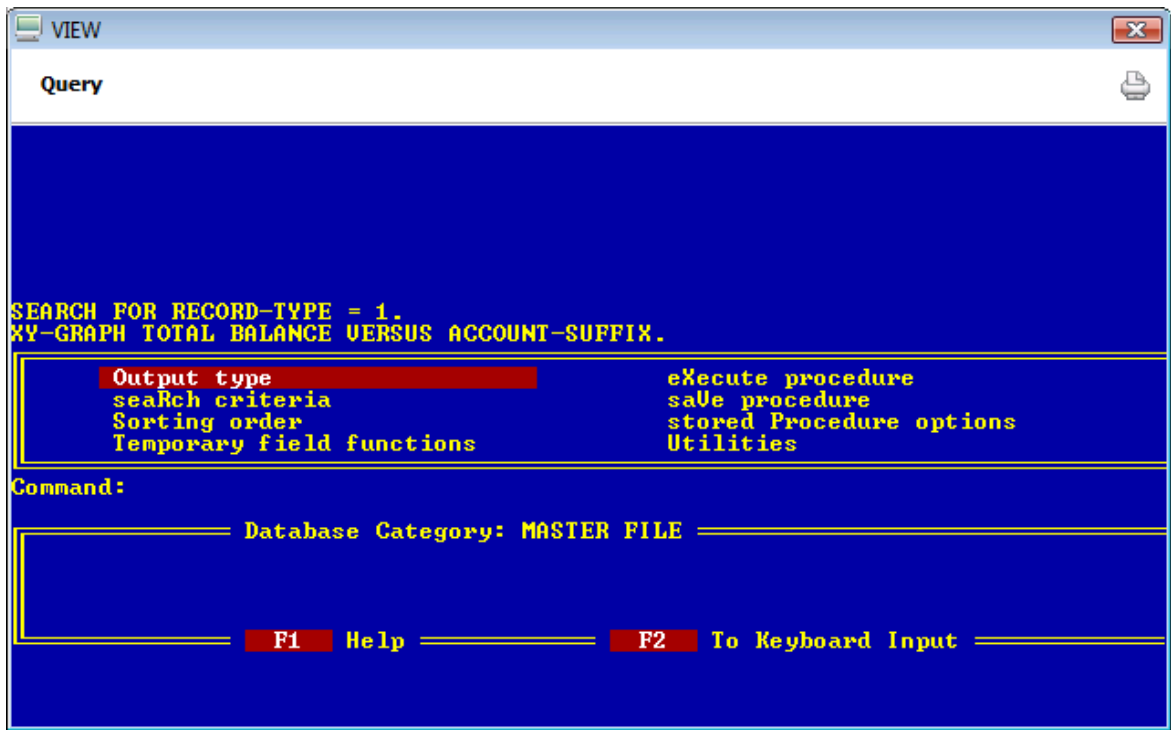 VIEW
Query
SEARCH FOR RECORD-TYPE = 1.
XY-GRAPH TOTAL BALANCE VERSUS ACCOUNT-SUFFIX.
Output type eXecute procedure
seaRch criteria saVe procedure
Sorting order stored Procedure options
Temporary field functions Utilities
Command:
Database Category: MASTER FILE
F1 Help F2 To Keyboard Input